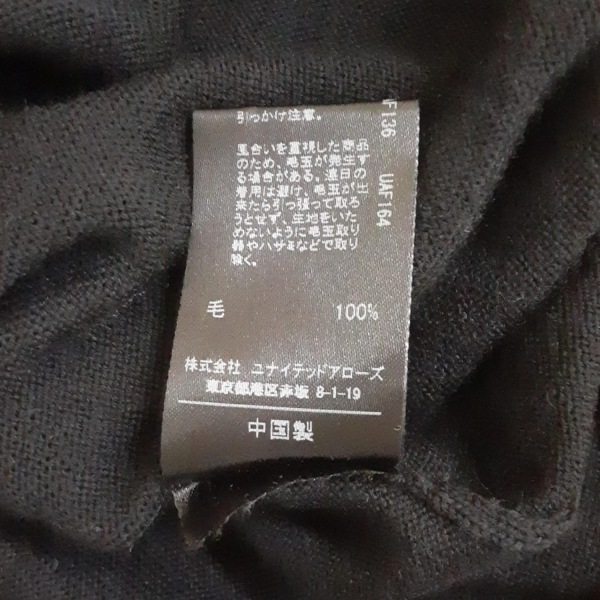 引っかけ注意。
風合いを重視した商品
のため、毛玉が発生す
る場合がある。連日の
着用は避け、毛玉が出
来たら引っ張って取ろ
うとせず、生地をいた
めないように毛玉取り
器やハサミなどで取り
除く。
毛 100%
株式会社 ユナイテッドアローズ
東京都港区赤坂 8-1-19
中国製
AF136 UAF164